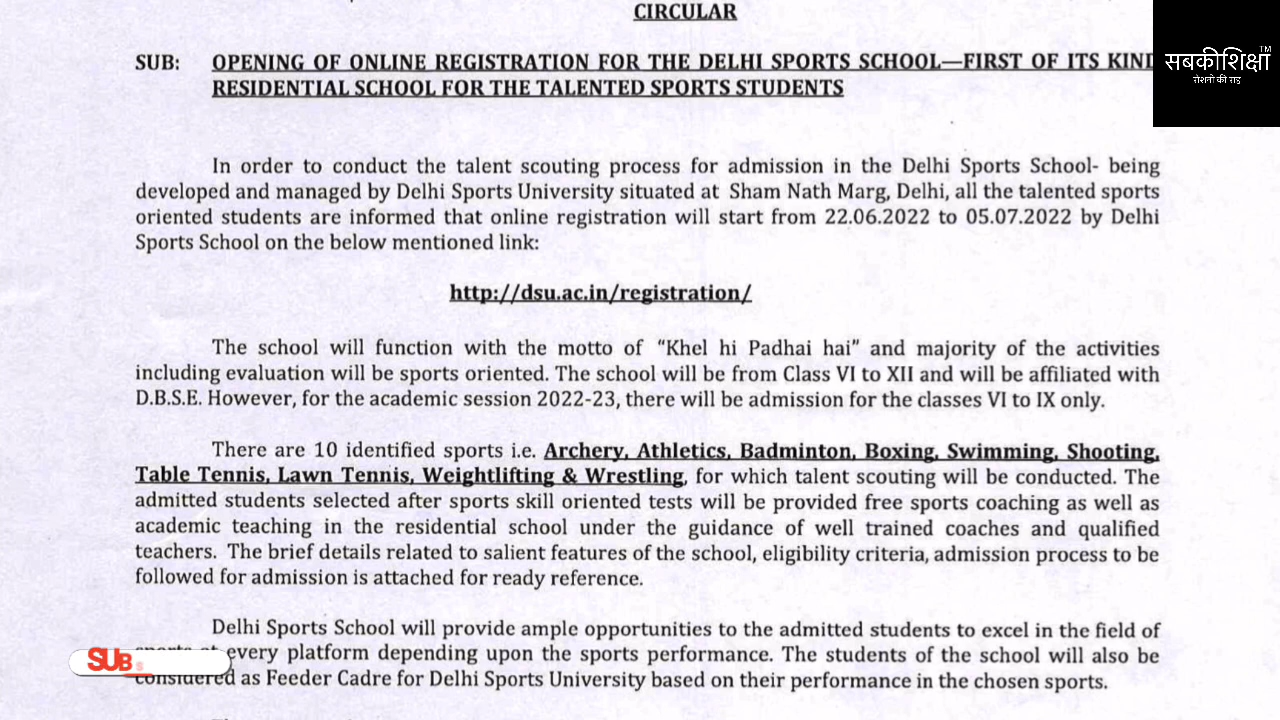 CIRCULAR
SUB: OPENING OF ONLINE REGISTRATION FOR THE DELHI SPORTS SCHOOL—FIRST OF ITS KIND
RESIDENTIAL SCHOOL FOR THE TALENTED SPORTS STUDENTS
सबकीशिक्षा™
रोशनी की राह
In order to conduct the talent scouting process for admission in the Delhi Sports School- being
developed and managed by Delhi Sports University situated at Sham Nath Marg, Delhi, all the talented sports
oriented students are informed that online registration will start from 22.06.2022 to 05.07.2022 by Delhi
Sports School on the below mentioned link:
http://dsu.ac.in/registration/
The school will function with the motto of “Khel hi Padhai hai” and majority of the activities
including evaluation will be sports oriented. The school will be from Class VI to XII and will be affiliated with
D.B.S.E. However, for the academic session 2022-23, there will be admission for the classes VI to IX only.
There are 10 identified sports i.e. Archery, Athletics, Badminton, Boxing, Swimming, Shooting,
Table Tennis, Lawn Tennis, Weightlifting & Wrestling, for which talent scouting will be conducted. The
admitted students selected after sports skill oriented tests will be provided free sports coaching as well as
academic teaching in the residential school under the guidance of well trained coaches and qualified
teachers. The brief details related to salient features of the school, eligibility criteria, admission process to be
followed for admission is attached for ready reference.
Delhi Sports School will provide ample opportunities to the admitted students to excel in the field of
every platform depending upon the sports performance. The students of the school will also be
considered as Feeder Cadre for Delhi Sports University based on their performance in the chosen sports.
SUB